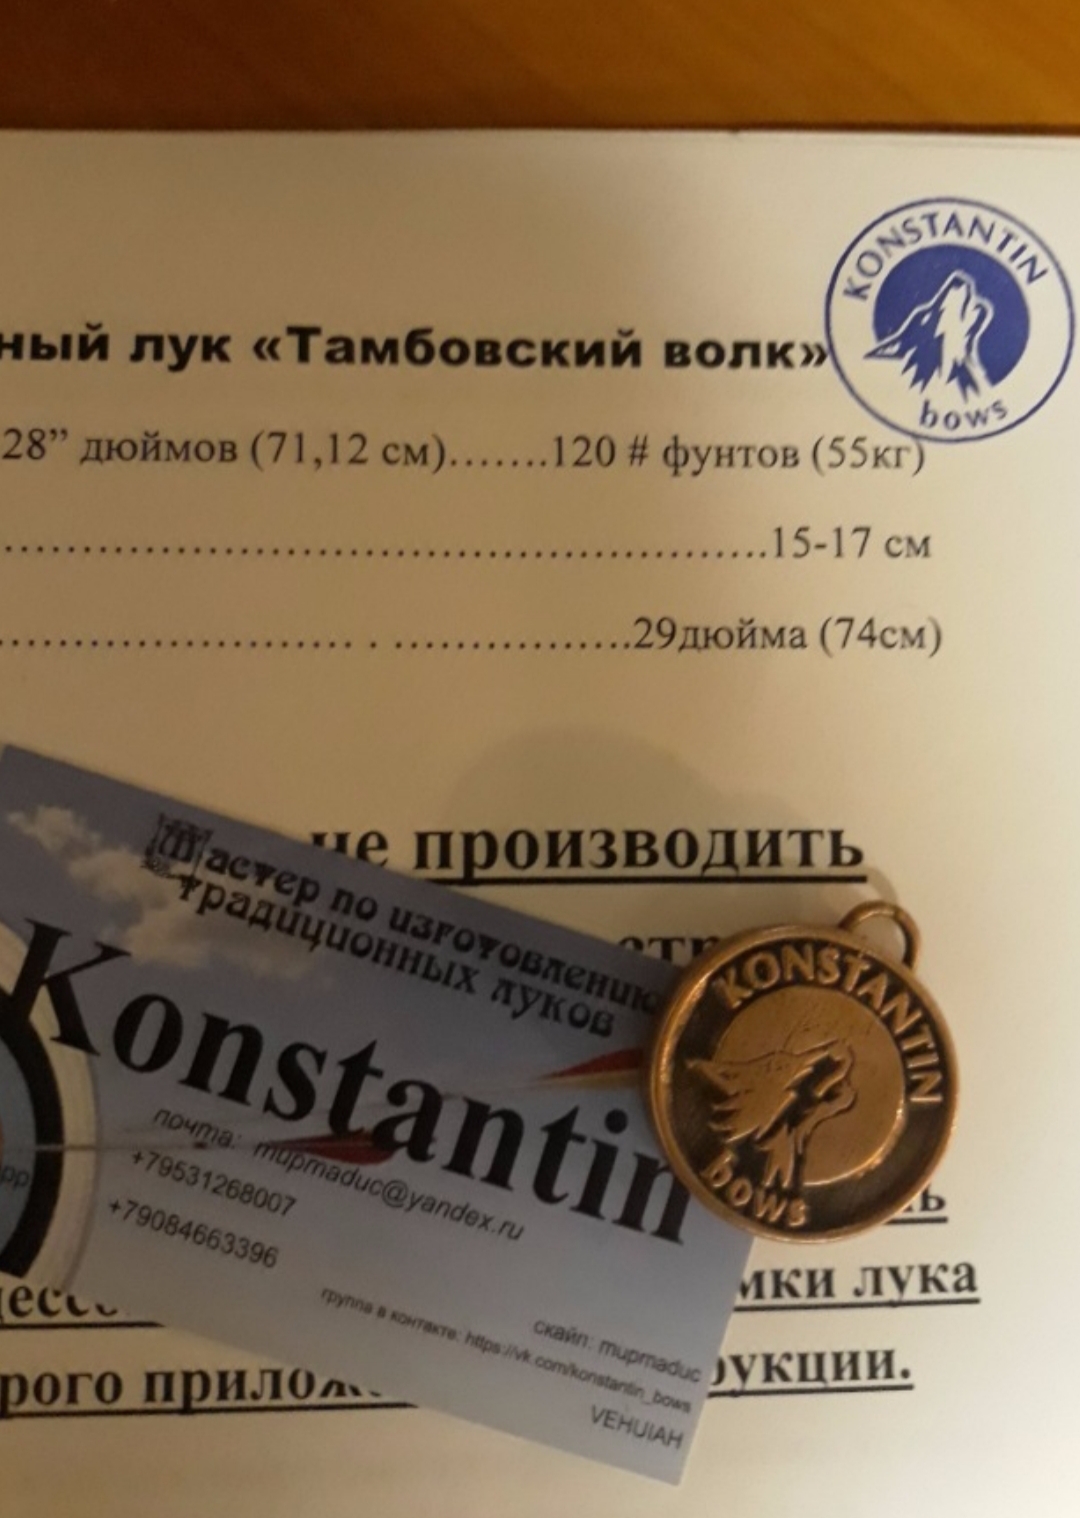 KONSTANTIN
bows
ный лук «Тамбовский волк»
28” дюймов (71,12 см).......120 # фунтов (55кг)
15-17 см
29дюйма (74см)
не производить
Мастер по изготовлению
традиционных луков
Konstantin
почта: mupmaduc@yandex.ru
+79531268007
+79084663396
скайп: mupmaduc
группа в контакте: https://vk.com/konstantin_bows
VEHUIAH
KONSTANTIN
bows
мки лука
рого прилож
рукции.